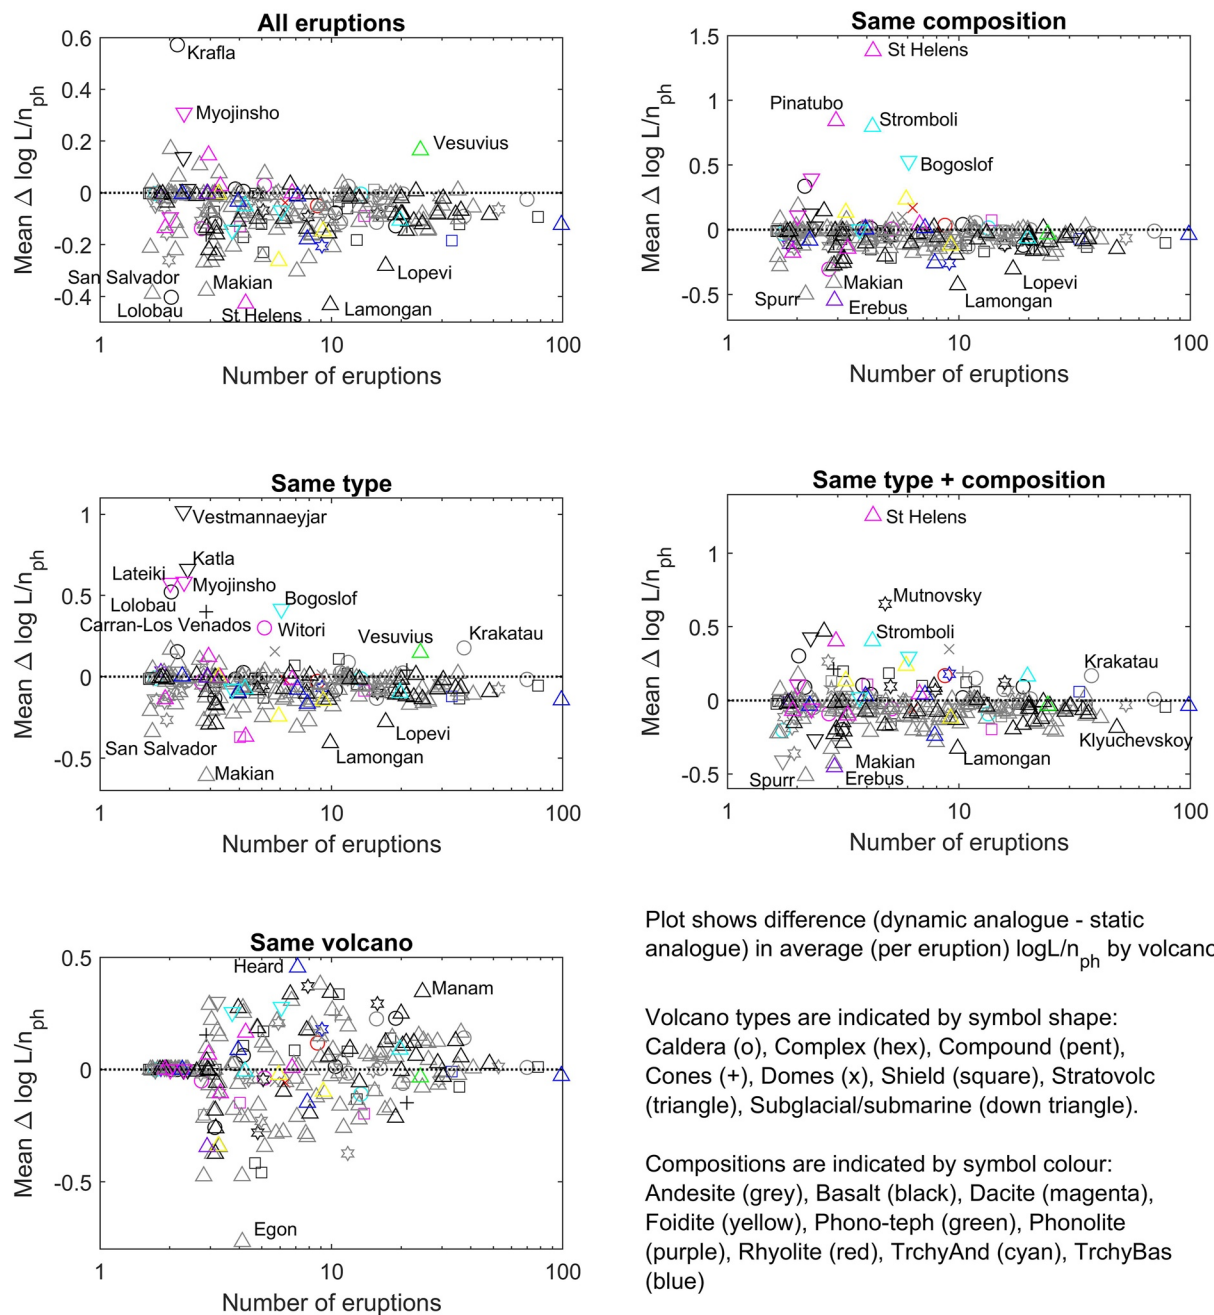 All eruptions
0.6
0.4
0.2
0
-0.2
-0.4
Mean Δ log L/nph
Krafla
Myojinsho
Vesuvius
San Salvador
Makian
Lopevi
Lolobau
St Helens
Lamongan
1
10
100
Number of eruptions
Same composition
1.5
1
0.5
0
-0.5
Mean Δ log L/nph
St Helens
Pinatubo
Stromboli
Bogoslof
Makian
Lopevi
Spurr
Erebus
Lamongan
1
10
100
Number of eruptions
Same type
1
0.5
0
-0.5
Mean Δ log L/nph
Vestmannaeyjar
Katla
Lateiki
Myojinsho
Lolobau
Bogoslof
Carran-Los Venados
Witori
Vesuvius
Krakatau
San Salvador
Lopevi
Lamongan
Makian
1
10
100
Number of eruptions
Same type + composition
1
0.5
0
-0.5
Mean Δ log L/nph
St Helens
Mutnovsky
Stromboli
Krakatau
Klyuchevskoy
Makian
Lamongan
Spurr
Erebus
1
10
100
Number of eruptions
Same volcano
0.5
0
-0.5
Mean Δ log L/nph
Heard
Manam
Egon
1
10
100
Number of eruptions
Plot shows difference (dynamic analogue - static
analogue) in average (per eruption) logL/nph by volcano
Volcano types are indicated by symbol shape:
Caldera (o), Complex (hex), Compound (pent),
Cones (+), Domes (x), Shield (square), Stratovolc
(triangle), Subglacial/submarine (down triangle).
Compositions are indicated by symbol colour:
Andesite (grey), Basalt (black), Dacite (magenta),
Foidite (yellow), Phono-teph (green), Phonolite
(purple), Rhyolite (red), TrchyAnd (cyan), TrchyBas
(blue)